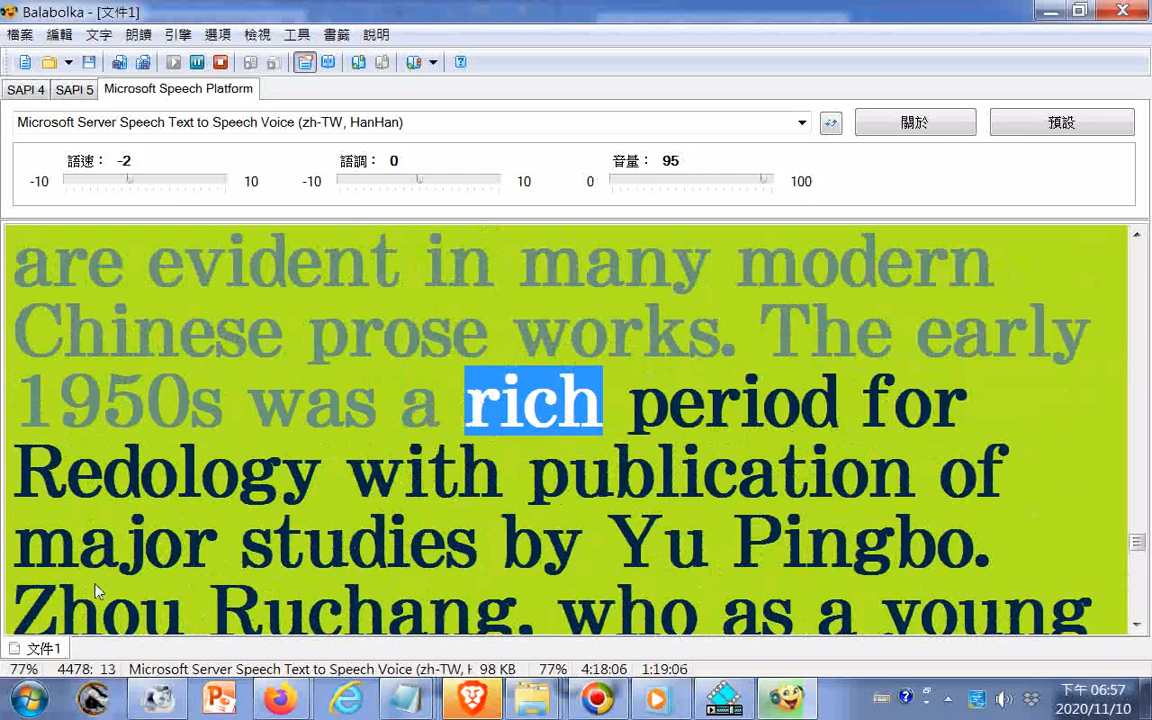 Balabolka - [文件1]
檔案 編輯 文字 朗讀 引擎 選項 檢視 工具 書籤 說明
SAPI 4 SAPI 5 Microsoft Speech Platform
Microsoft Server Speech Text to Speech Voice (zh-TW, HanHan) 關於 預設
語速： -2 語調： 0 音量： 95
-10 10 -10 10 0 100
are evident in many modern
Chinese prose works. The early
1950s was a rich period for
Redology with publication of
major studies by Yu Pingbo.
Zhou Ruchang, who as a young
文件1
77% 4478: 13 Microsoft Server Speech Text to Speech Voice (zh-TW, H 98 KB 77% 4:18:06 1:19:06
下午 06:57
2020/11/10